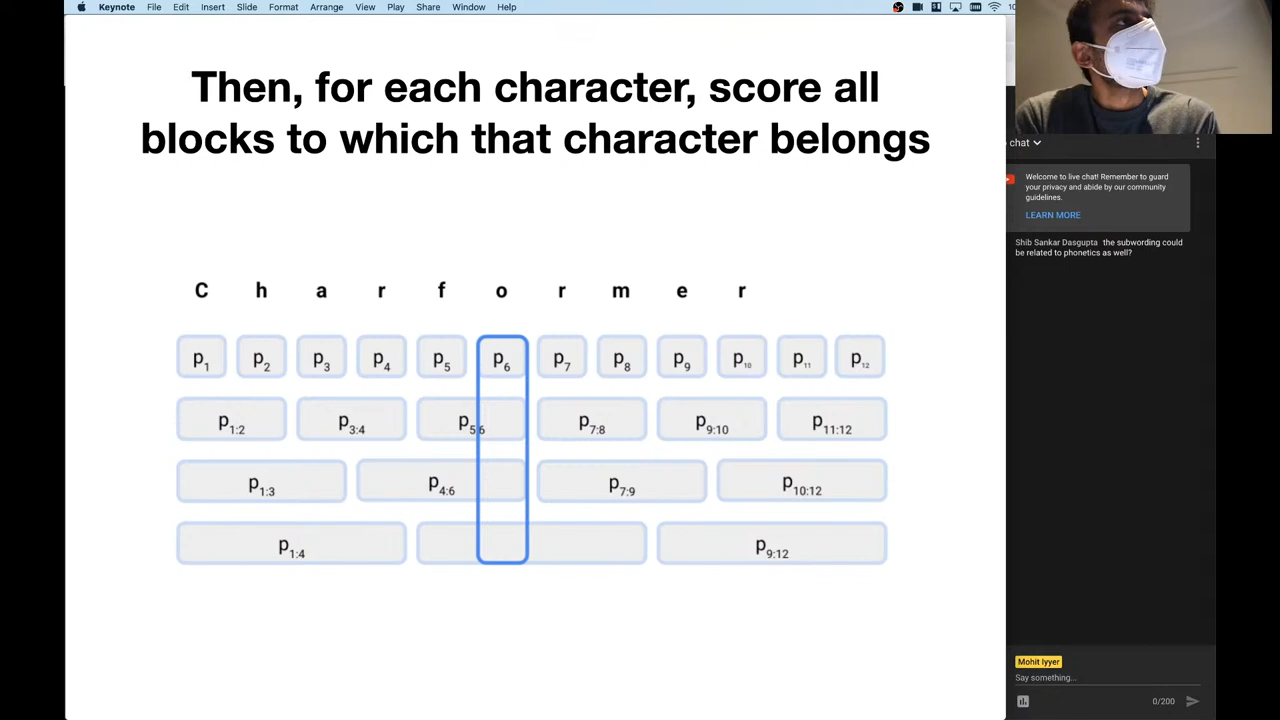 Keynote File Edit Insert Slide Format Arrange View Play Share Window Help
Then, for each character, score all
blocks to which that character belongs
C h a r f o r m e r
p1 p2 p3 p4 p5 p6 p7 p8 p9 p10 p11 p12
p1:2 p3:4 p5:6 p7:8 p9:10 p11:12
p1:3 p4:6 p7:9 p10:12
p1:4 p9:12
chat
Welcome to live chat! Remember to guard
your privacy and abide by our community
guidelines.
LEARN MORE
Shib Sankar Dasgupta the subwording could
be related to phonetics as well?
Mohit Iyyer
Say something...
0/200